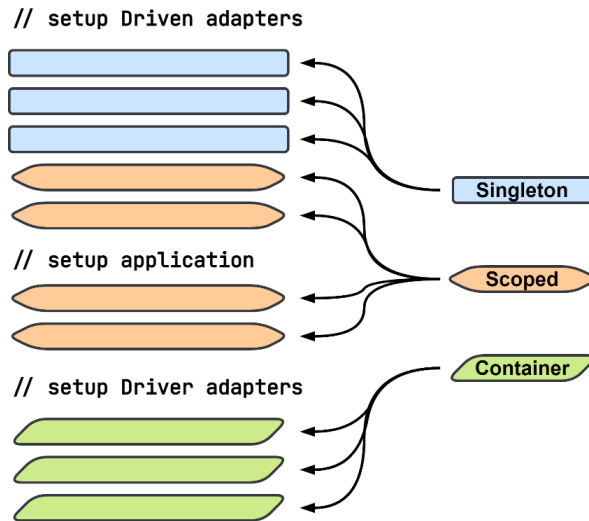 // setup Driven adapters
Singleton
// setup application
Scoped
Container
// setup Driver adapters